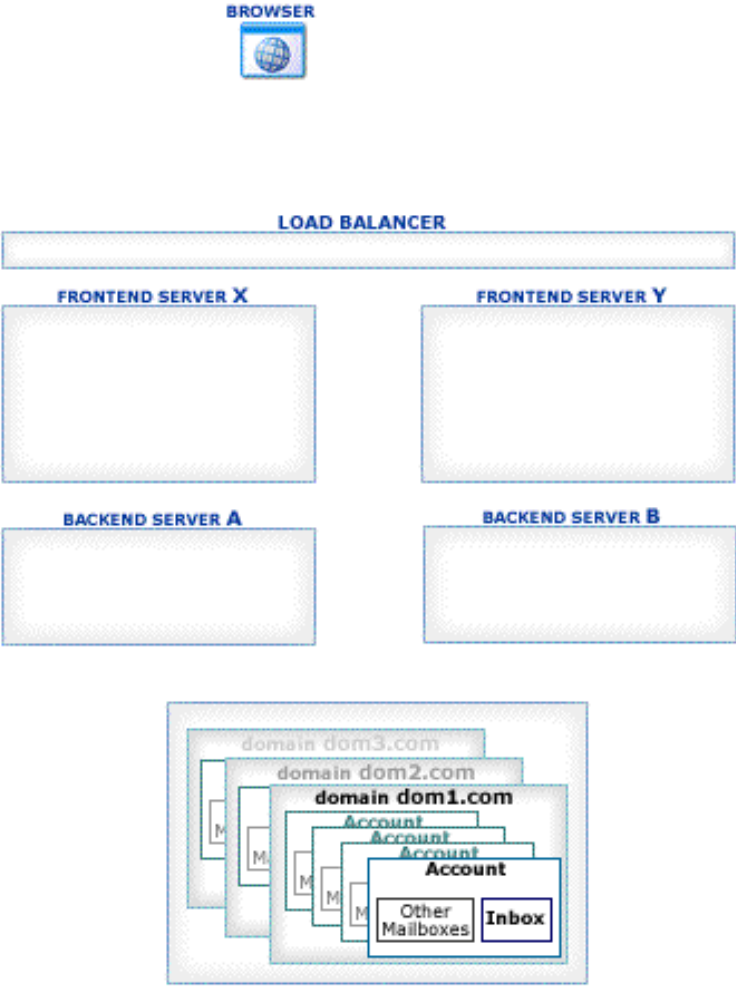 BROWSER
LOAD BALANCER
FRONTEND SERVER X
FRONTEND SERVER Y
BACKEND SERVER A
BACKEND SERVER B
domain dom3.com
domain dom2.com
domain dom1.com
Account
Account
Account
Account
Other
Mailboxes
Inbox